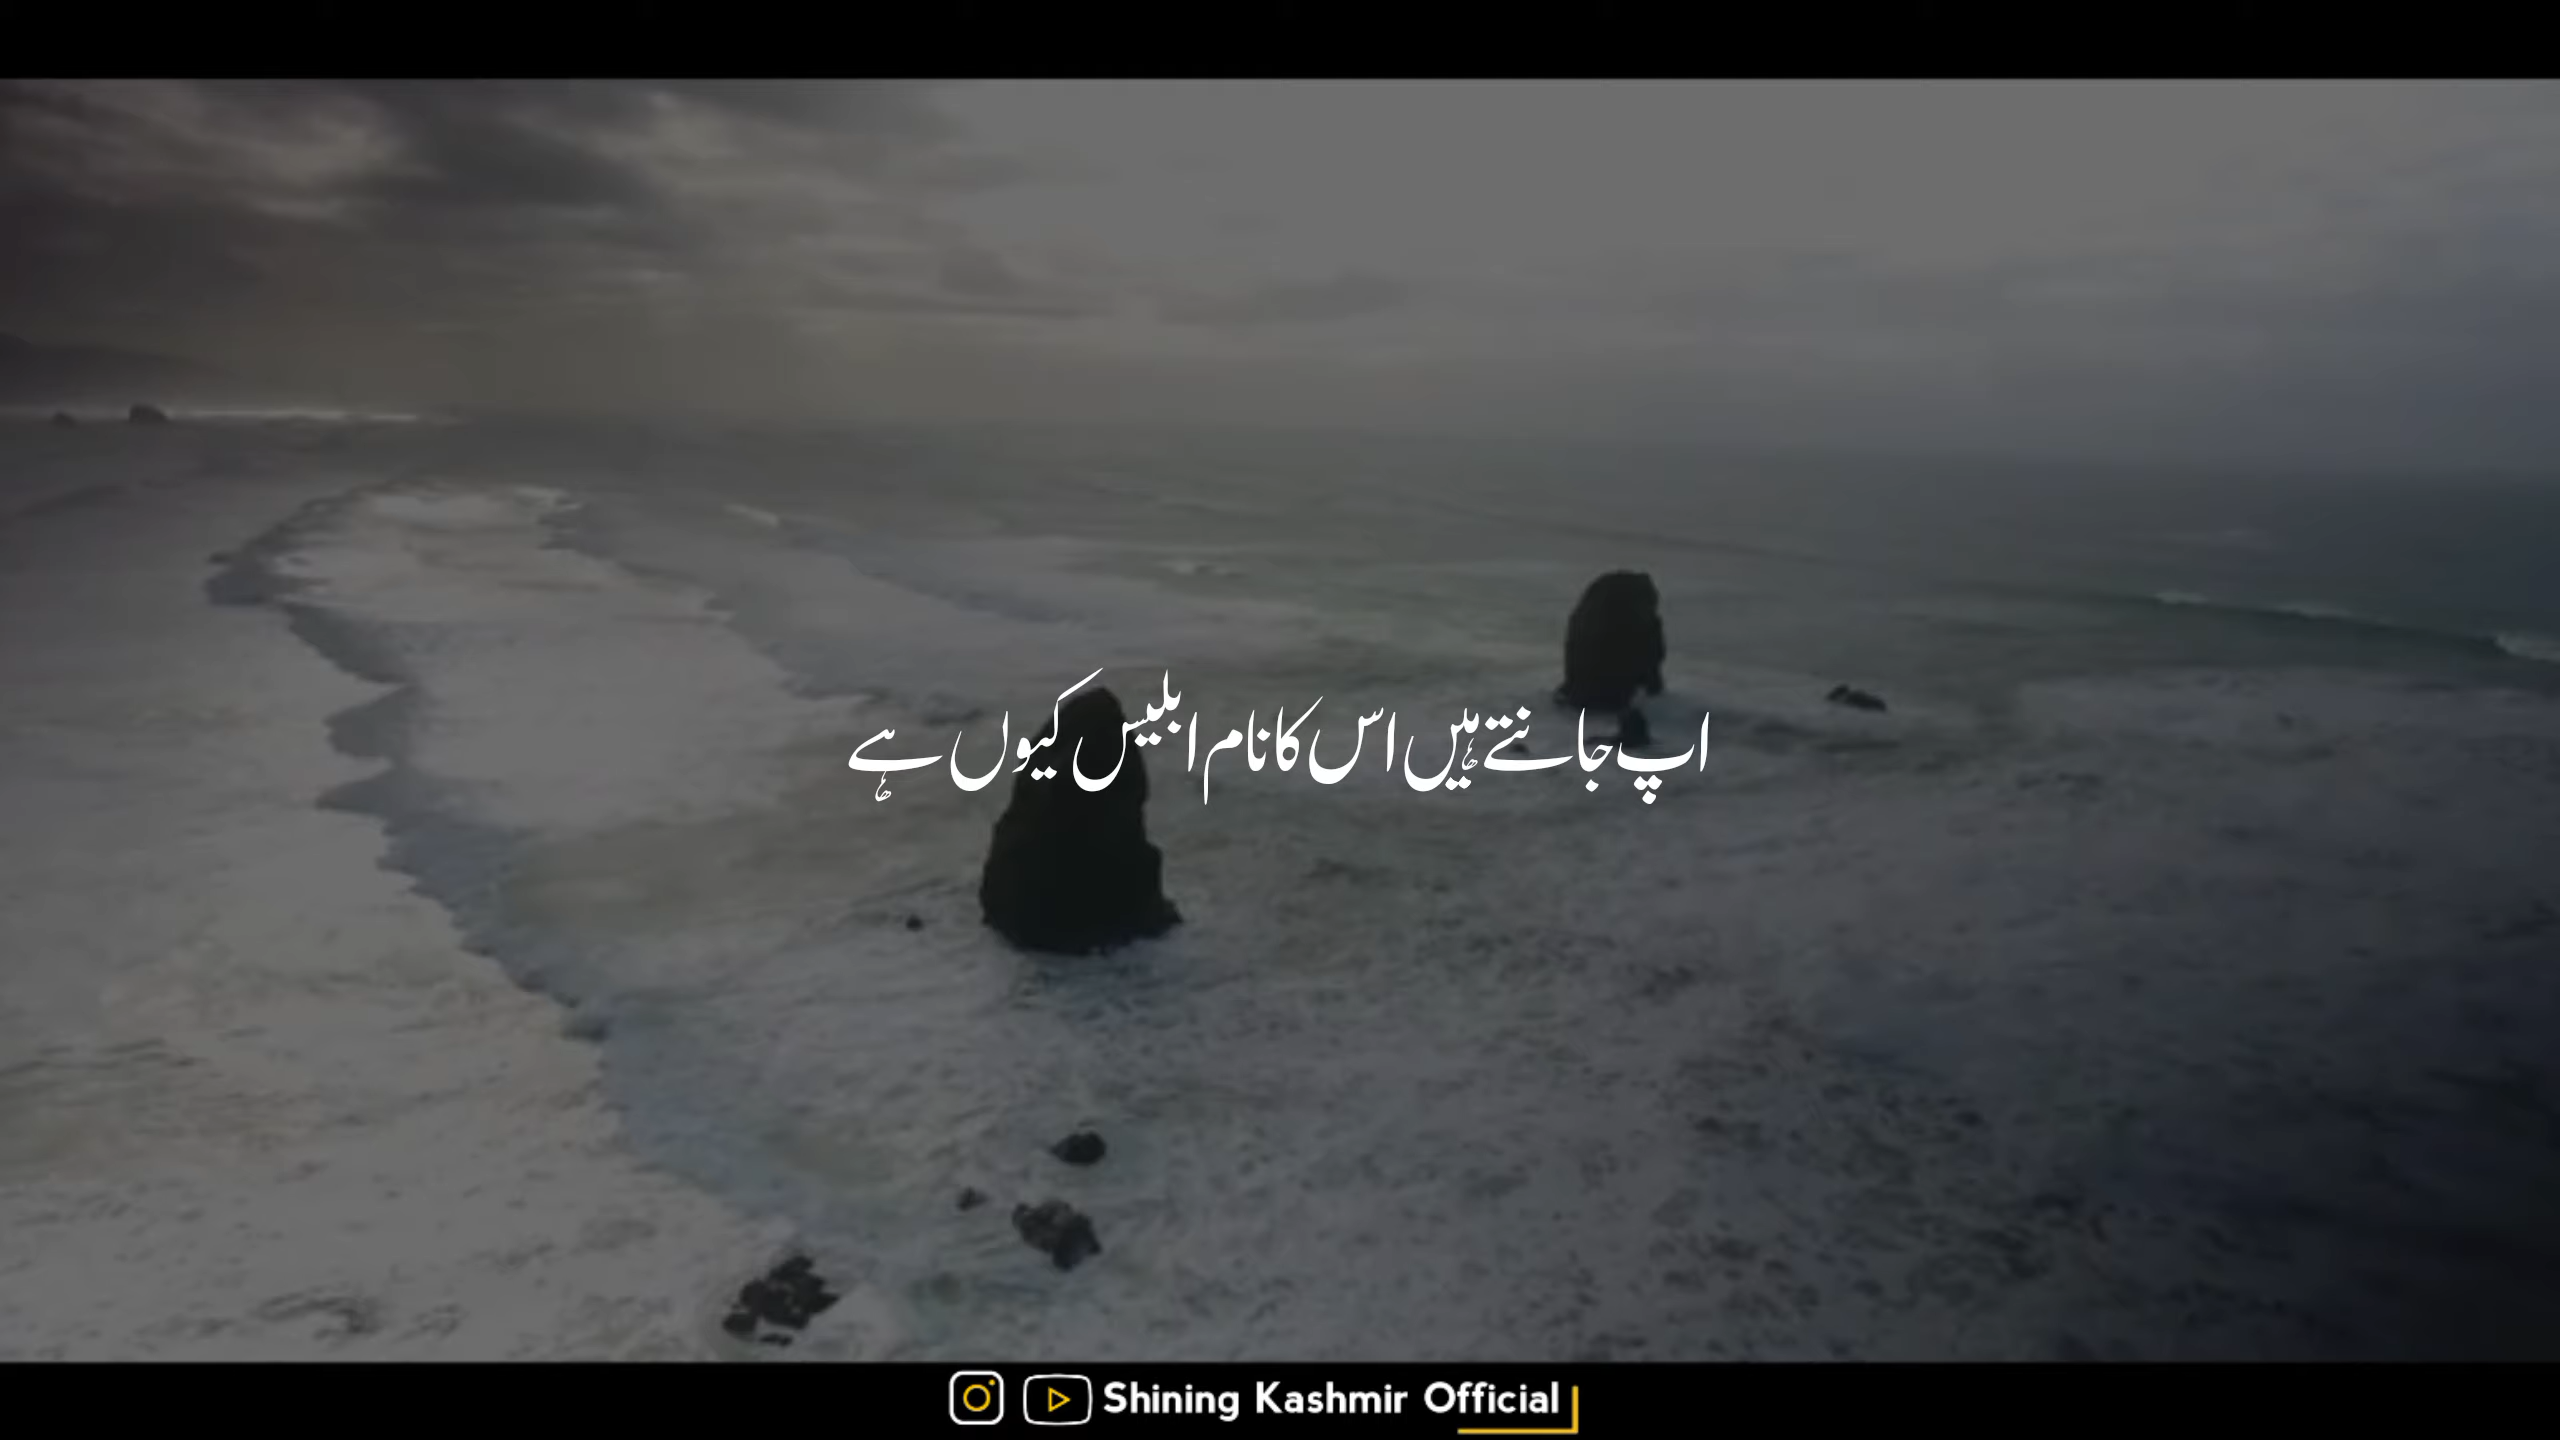 اپ جانتے ہیں اس کا نام ابلیس کیوں ہے
Shining Kashmir Official